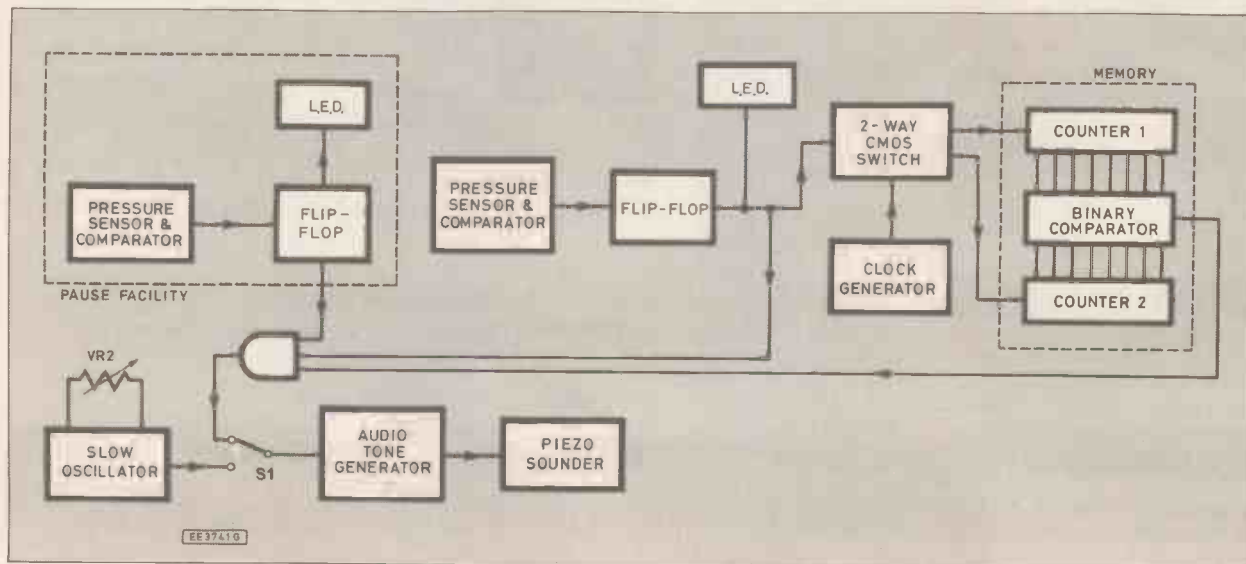 L.E.D.
PRESSURE
SENSOR &
COMPARATOR
FLIP-
FLOP
PAUSE FACILITY
L.E.D.
PRESSURE
SENSOR &
COMPARATOR
FLIP-FLOP
2-WAY
CMOS
SWITCH
CLOCK
GENERATOR
MEMORY
COUNTER 1
BINARY
COMPARATOR
COUNTER 2
VR2
SLOW
OSCILLATOR
S1
AUDIO
TONE
GENERATOR
PIEZO
SOUNDER
EE3741G